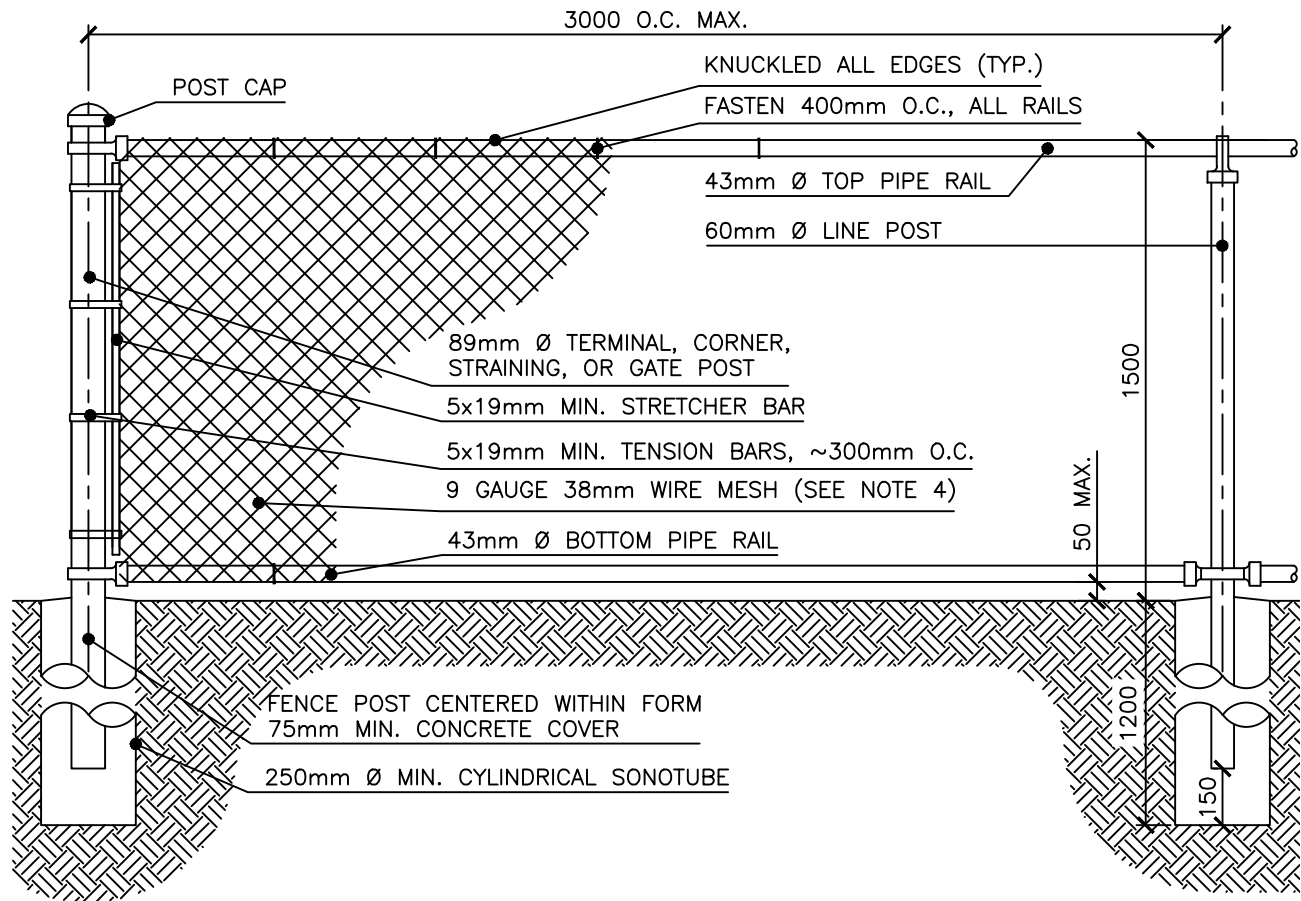 3000 O.C. MAX.
KNUCKLED ALL EDGES (TYP.)
POST CAP
FASTEN 400mm O.C., ALL RAILS
43mm Ø TOP PIPE RAIL
60mm Ø LINE POST
89mm Ø TERMINAL, CORNER,
STRAINING, OR GATE POST
1500
5x19mm MIN. STRETCHER BAR
5x19mm MIN. TENSION BARS, ~300mm O.C.
9 GAUGE 38mm WIRE MESH (SEE NOTE 4)
50 MAX.
43mm Ø BOTTOM PIPE RAIL
FENCE POST CENTERED WITHIN FORM
75mm MIN. CONCRETE COVER
1200
250mm Ø MIN. CYLINDRICAL SONOTUBE
150